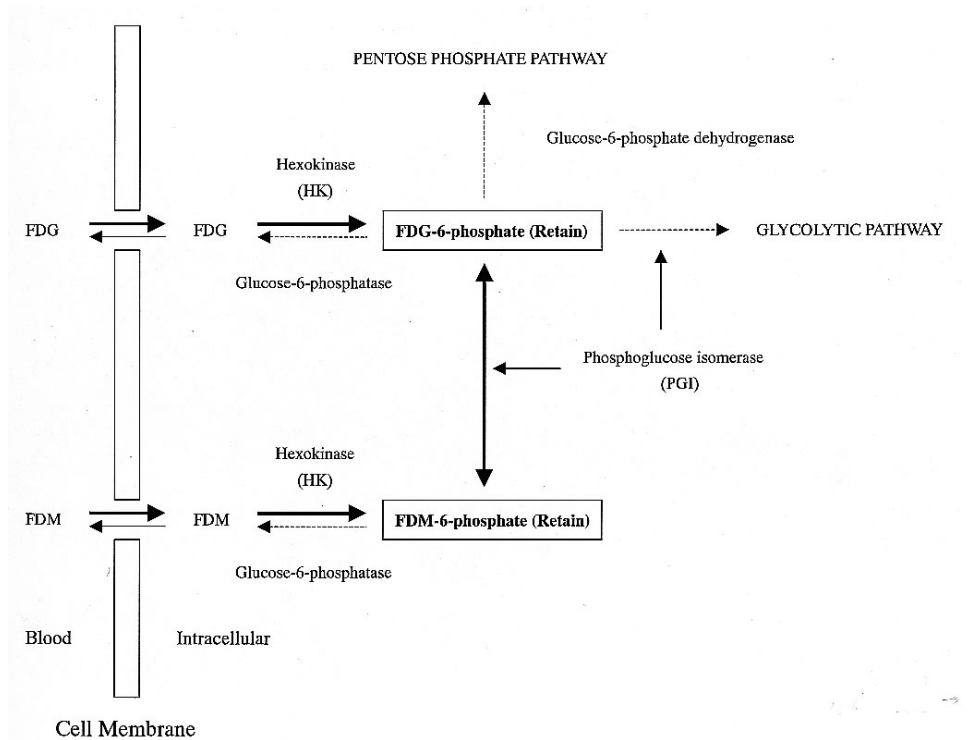 PENTOSE PHOSPHATE PATHWAY
Glucose-6-phosphate dehydrogenase
Hexokinase
(HK)
FDG
FDG
FDG-6-phosphate (Retain)
GLYCOLYTIC PATHWAY
Glucose-6-phosphatase
Phosphoglucose isomerase
(PGI)
Hexokinase
(HK)
FDM
FDM
FDM-6-phosphate (Retain)
Glucose-6-phosphatase
Blood
Intracellular
Cell Membrane